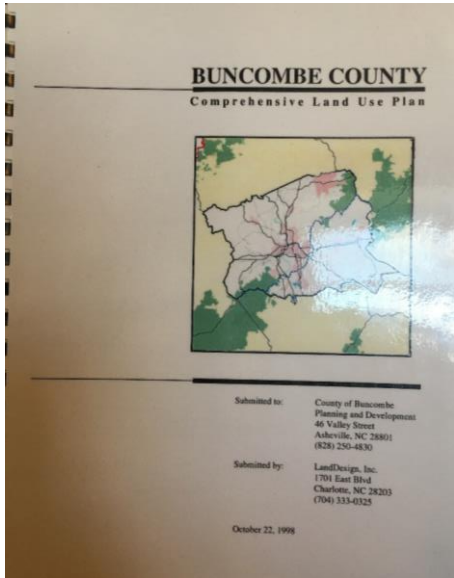 BUNCOMBE COUNTY
Comprehensive Land Use Plan
Submitted to: County of Buncombe
Planning and Development
46 Valley Street
Asheville, NC 28801
(828) 250-4830
Submitted by: LandDesign, Inc.
1701 East Blvd
Charlotte, NC 28203
(704) 333-0325
October 22, 1998